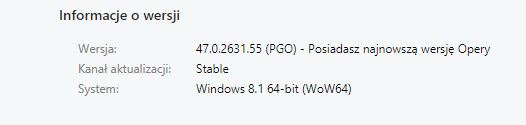 Informacje o wersji
Wersja: 47.0.2631.55 (PGO) - Posiadasz najnowszą wersję Opery
Kanał aktualizacji: Stable
System: Windows 8.1 64-bit (WoW64)